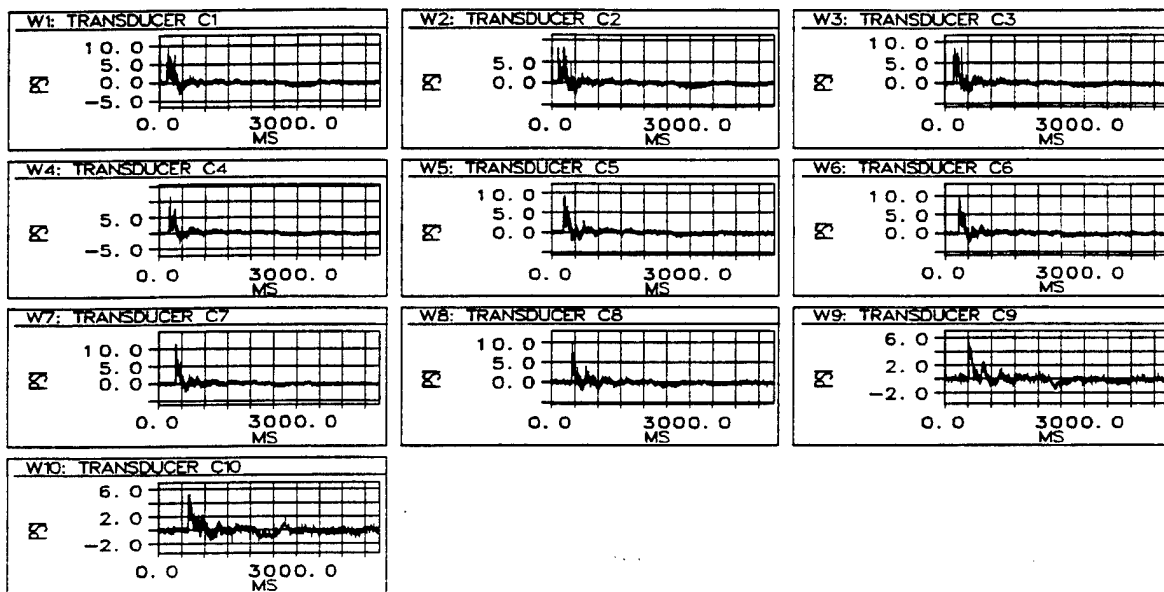 W1: TRANSDUCER C1
10. 0
5. 0
0. 0
-5. 0
0. 0 3000. 0
MS
W2: TRANSDUCER C2
5. 0
0. 0
0. 0 3000. 0
MS
W3: TRANSDUCER C3
10. 0
5. 0
0. 0
0. 0 3000. 0
MS
W4: TRANSDUCER C4
5. 0
0. 0
-5. 0
0. 0 3000. 0
MS
W5: TRANSDUCER C5
10. 0
5. 0
0. 0
0. 0 3000. 0
MS
W6: TRANSDUCER C6
10. 0
5. 0
0. 0
0. 0 3000. 0
MS
W7: TRANSDUCER C7
10. 0
5. 0
0. 0
0. 0 3000. 0
MS
W8: TRANSDUCER C8
10. 0
5. 0
0. 0
0. 0 3000. 0
MS
W9: TRANSDUCER C9
6. 0
2. 0
-2. 0
0. 0 3000. 0
MS
W10: TRANSDUCER C10
6. 0
2. 0
-2. 0
0. 0 3000. 0
MS